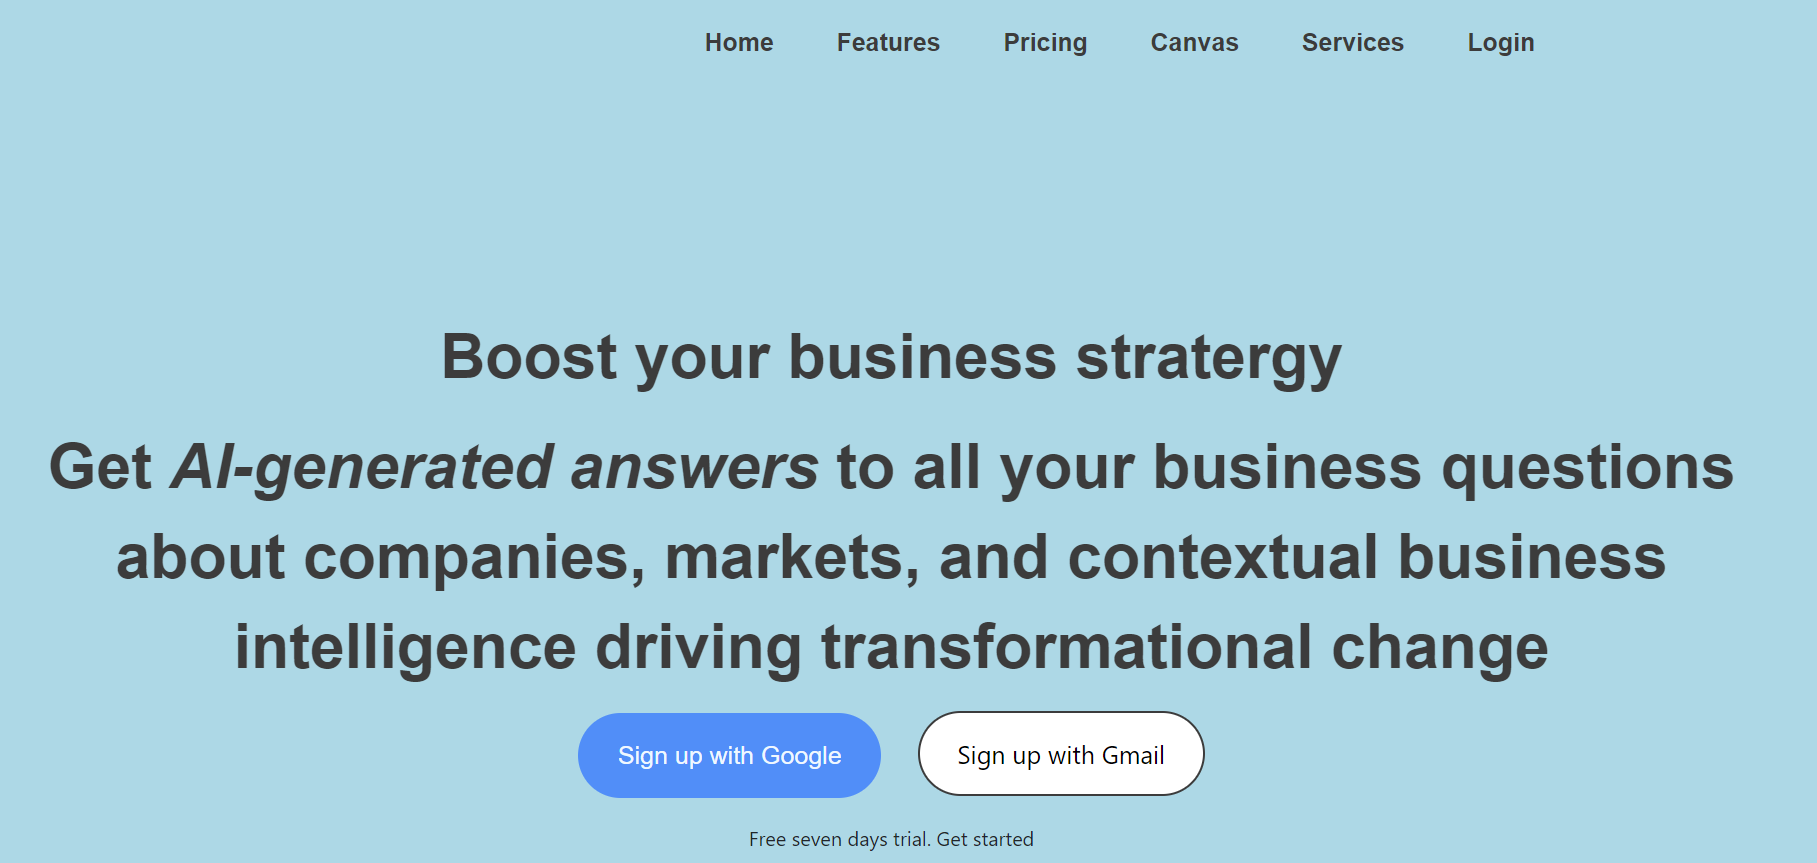 Home Features Pricing Canvas Services Login
Boost your business stratergy
Get AI-generated answers to all your business questions
about companies, markets, and contextual business
intelligence driving transformational change
Sign up with Google Sign up with Gmail
Free seven days trial. Get started